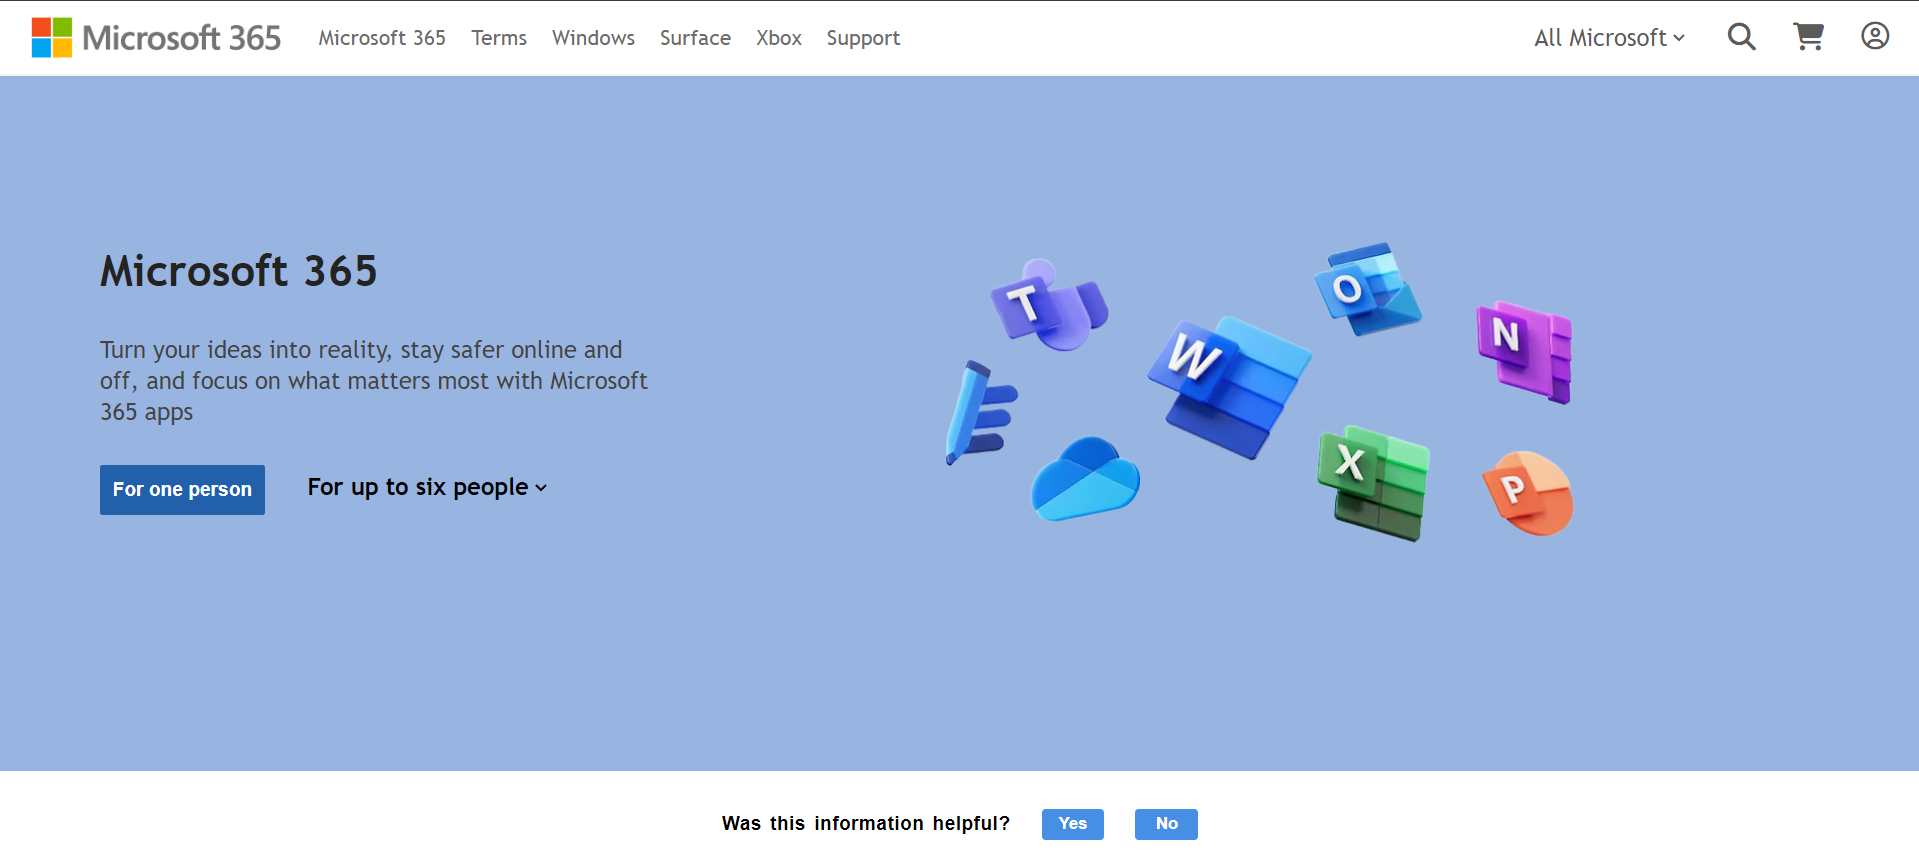 Microsoft 365 Microsoft 365 Terms Windows Surface Xbox Support All Microsoft
Microsoft 365
Turn your ideas into reality, stay safer online and
off, and focus on what matters most with Microsoft
365 apps
For one person For up to six people
T
O
N
W
X
P
Was this information helpful? Yes No